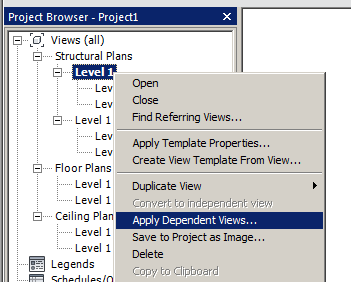 Project Browser - Project1
Views (all)
Structural Plans
Level 1
Lev
Lev
Level 1
Lev
Lev
Floor Plans
Level 1
Level 1
Ceiling Plan
Level 1
Level 1
Legends
Schedules/Q
Open
Close
Find Referring Views...
Apply Template Properties...
Create View Template From View...
Duplicate View
Convert to independent view
Apply Dependent Views...
Save to Project as Image...
Delete
Copy to Clipboard